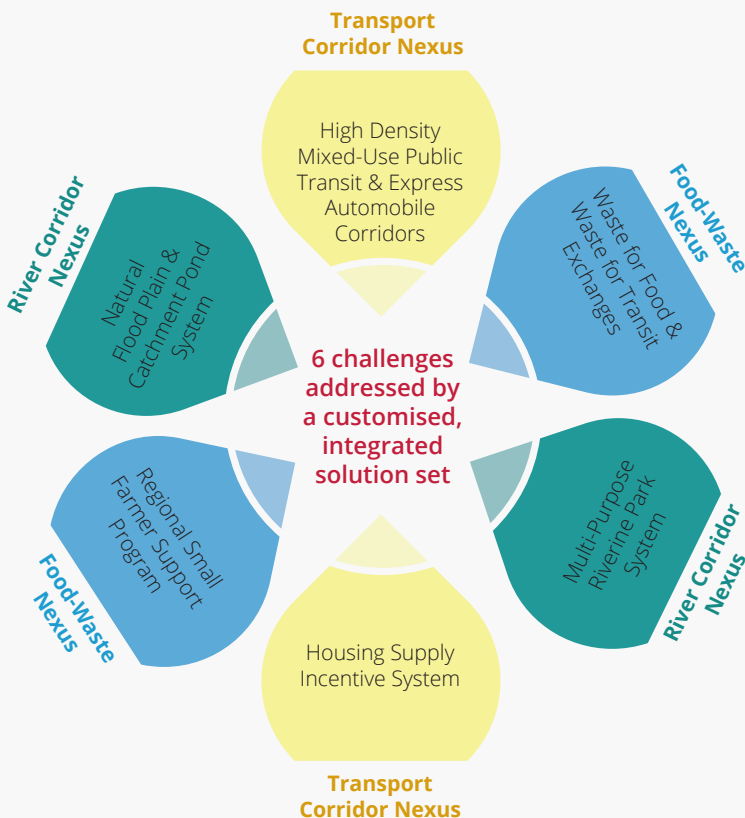 Transport
Corridor Nexus
High Density
Mixed-Use Public
Transit & Express
Automobile
Corridors
Food-Waste
Nexus
Waste for Food &
Waste for Transit
Exchanges
River Corridor
Nexus
Natural
Flood Plain &
Catchment Pond
System
6 challenges
addressed by
a customised,
integrated
solution set
Regional Small
Farmer Support
Program
Food-Waste
Nexus
Multi-Purpose
Riverine Park
System
River Corridor
Nexus
Housing Supply
Incentive System
Transport
Corridor Nexus